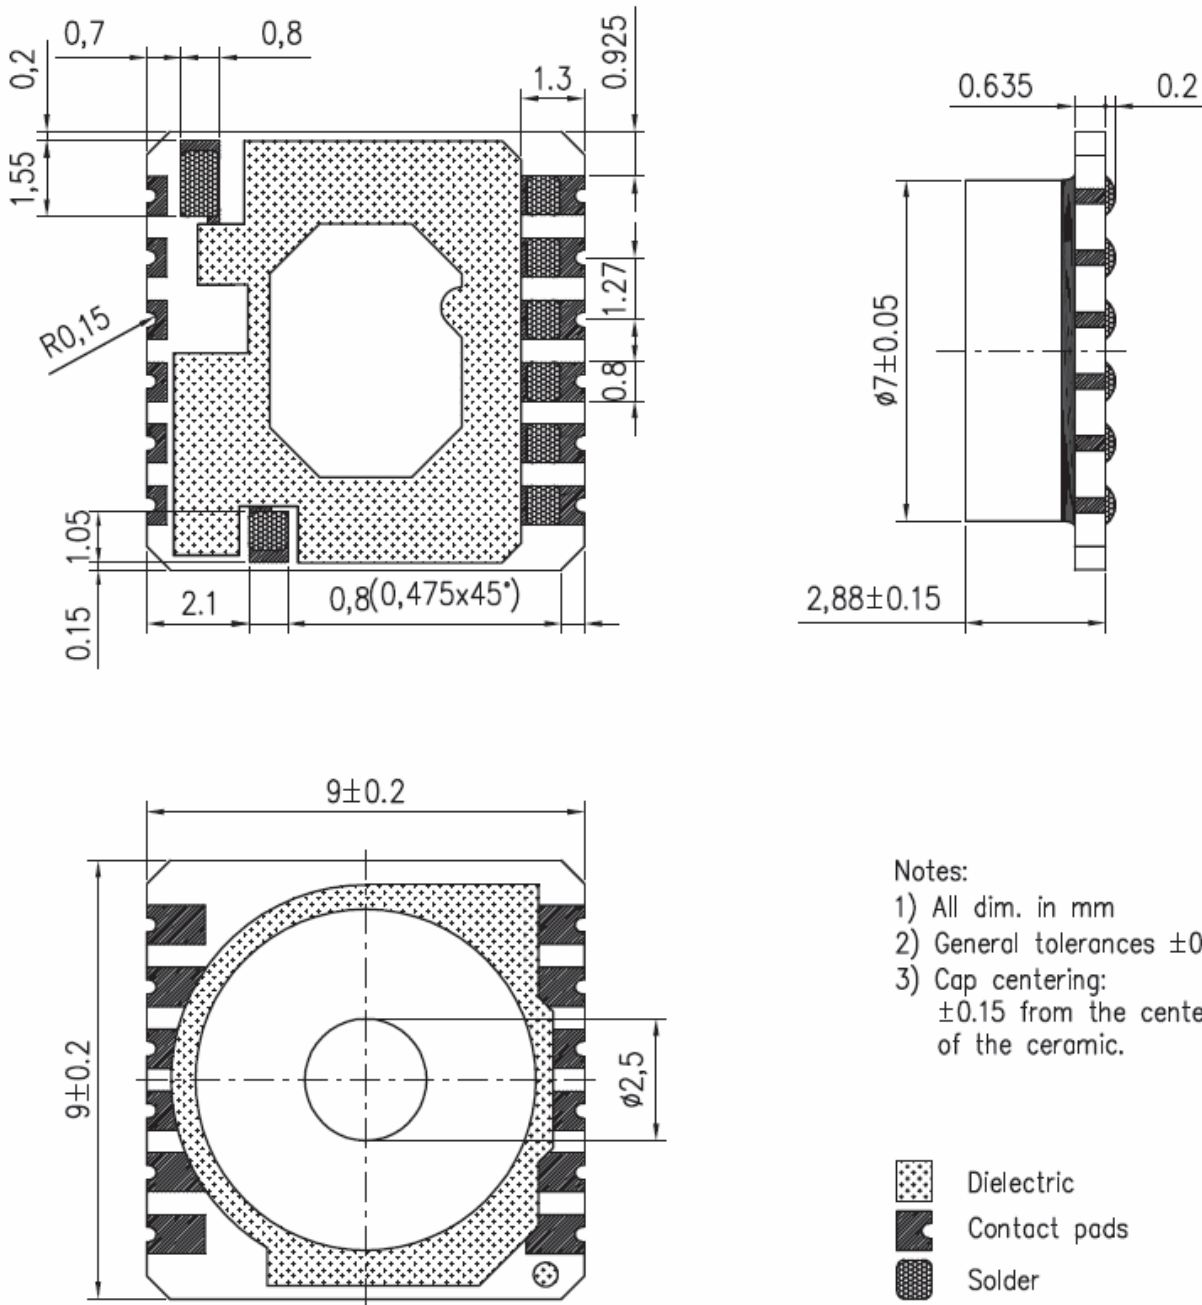 0,7
0,8
0,2
0.925
1.3
1,55
R0,15
1.27
0.8
1.05
0.15
2.1
0,8(0,475x45°)
0.635
0.2
ø7±0.05
2,88±0.15
9±0.2
9±0.2
ø2,5
Notes:
1) All dim. in mm
2) General tolerances ±0
3) Cap centering:
±0.15 from the cente
of the ceramic.
Dielectric
Contact pads
Solder